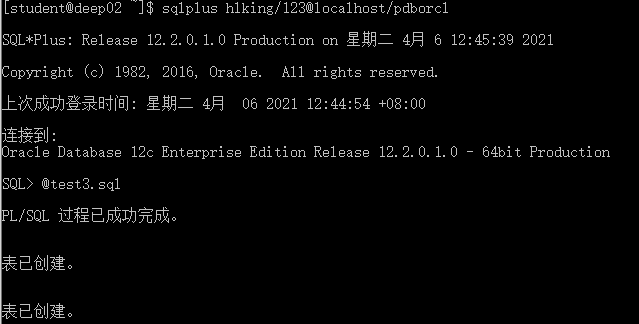 [student@deep02 ~]$ sqlplus hlking/123@localhost/pdborcl
SQL*Plus: Release 12.2.0.1.0 Production on 星期二 4月 6 12:45:39 2021
Copyright (c) 1982, 2016, Oracle.  All rights reserved.
上次成功登录时间: 星期二 4月  06 2021 12:44:54 +08:00
连接到:
Oracle Database 12c Enterprise Edition Release 12.2.0.1.0 - 64bit Production
SQL> @test3.sql
PL/SQL 过程已成功完成。
表已创建。
表已创建。